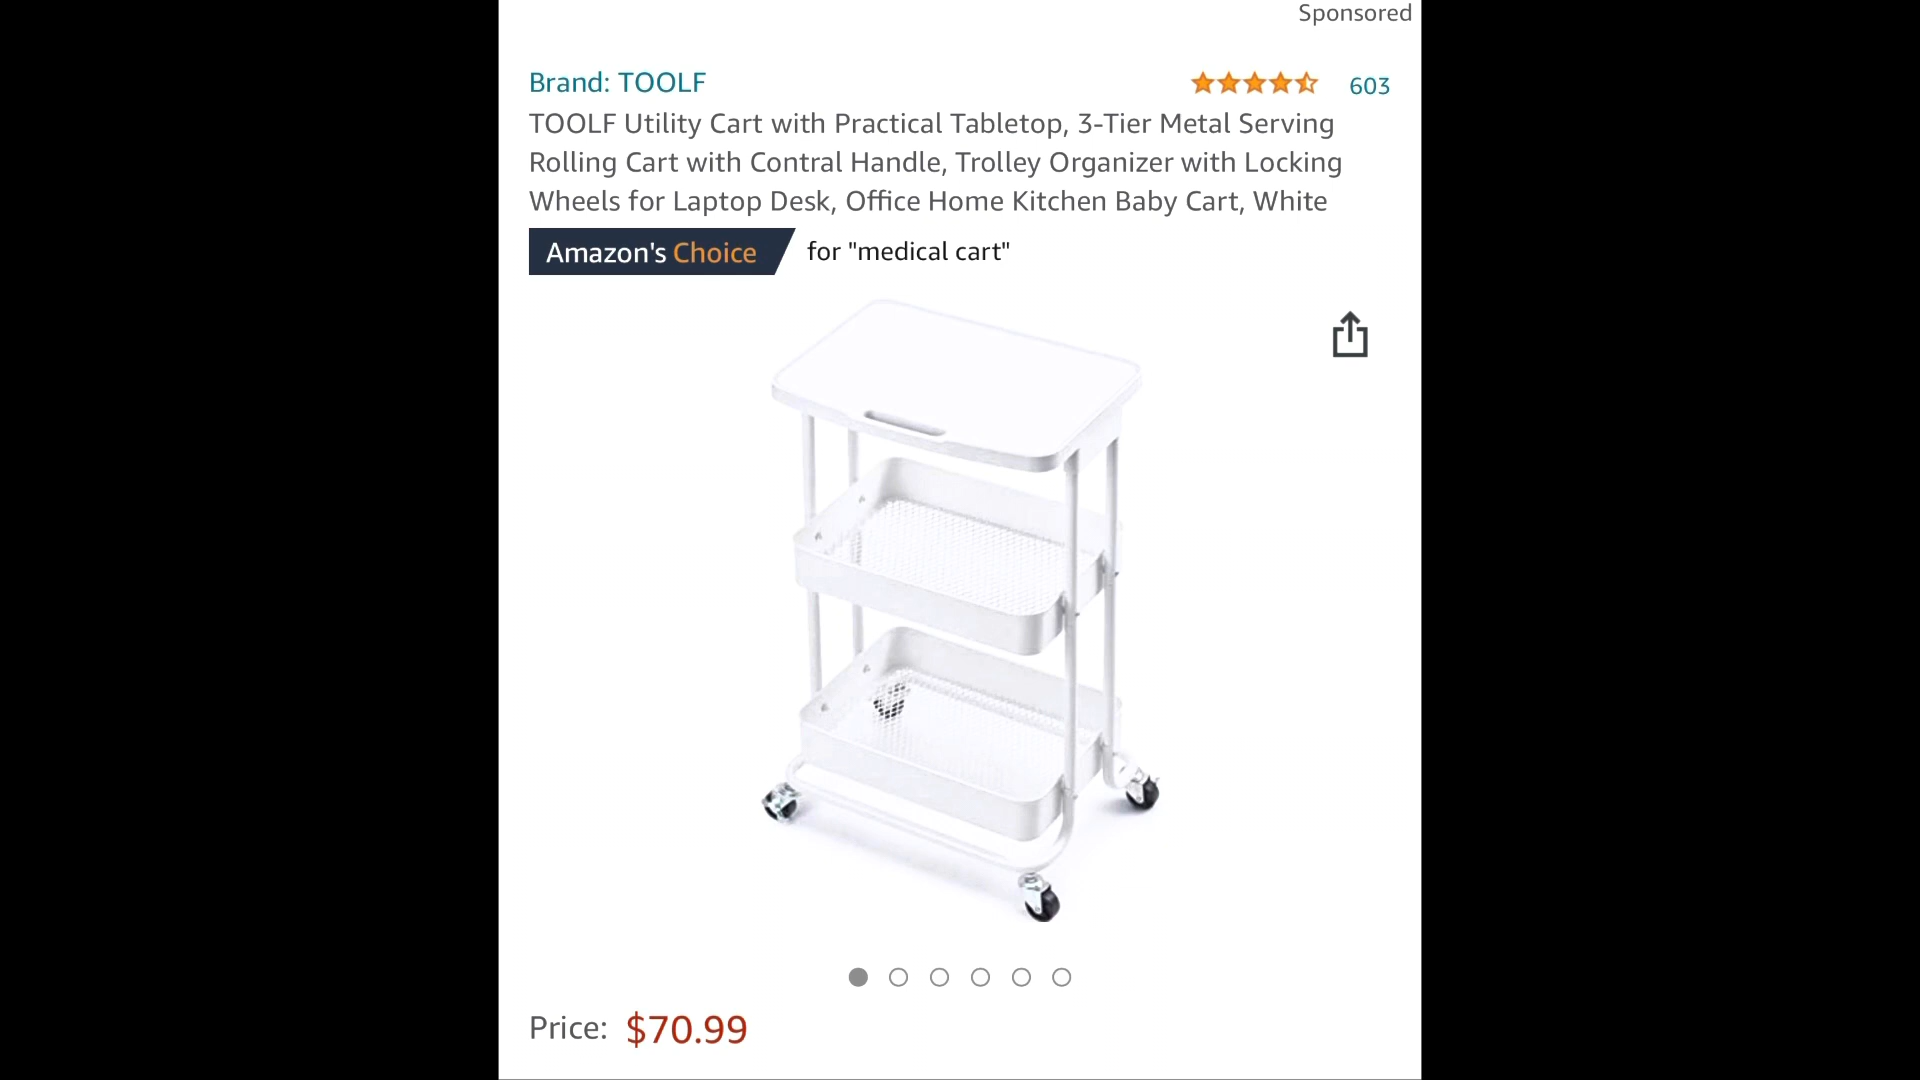 Sponsored
Brand: TOOLF
603
TOOLF Utility Cart with Practical Tabletop, 3-Tier Metal Serving
Rolling Cart with Contral Handle, Trolley Organizer with Locking
Wheels for Laptop Desk, Office Home Kitchen Baby Cart, White
Amazon's Choice for "medical cart"
Price: $70.99